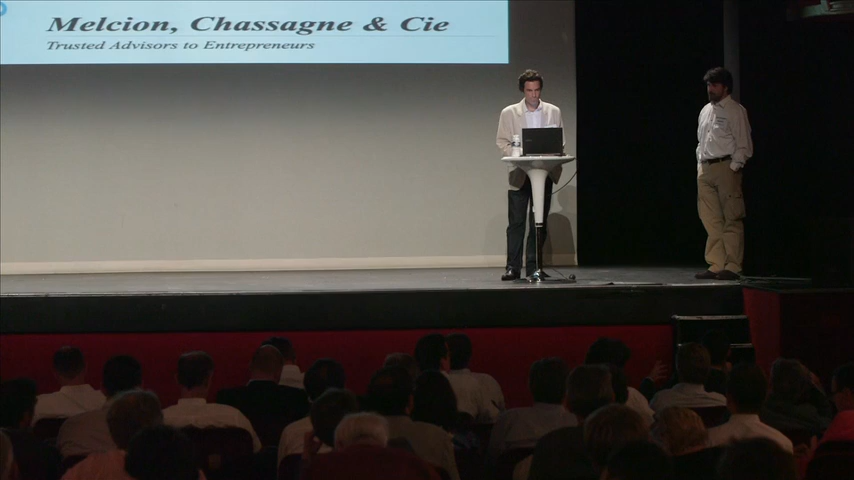 Melcion, Chassagne & Cie
Trusted Advisors to Entrepreneurs